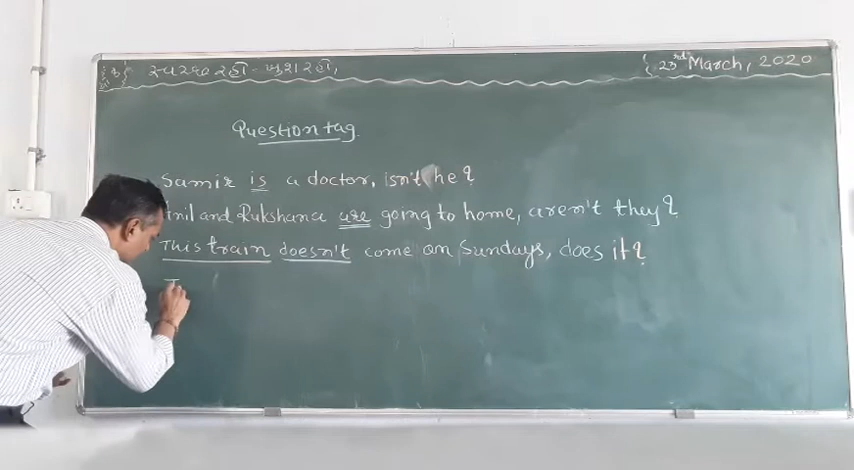 સ્વસ્થ રહો - ખુશ રહો,
23rd March, 2020
Question tag
Samir is a doctor, isn't he?
Anil and Rukshana are going to home, aren't they?
This train doesn't come on Sundays, does it?